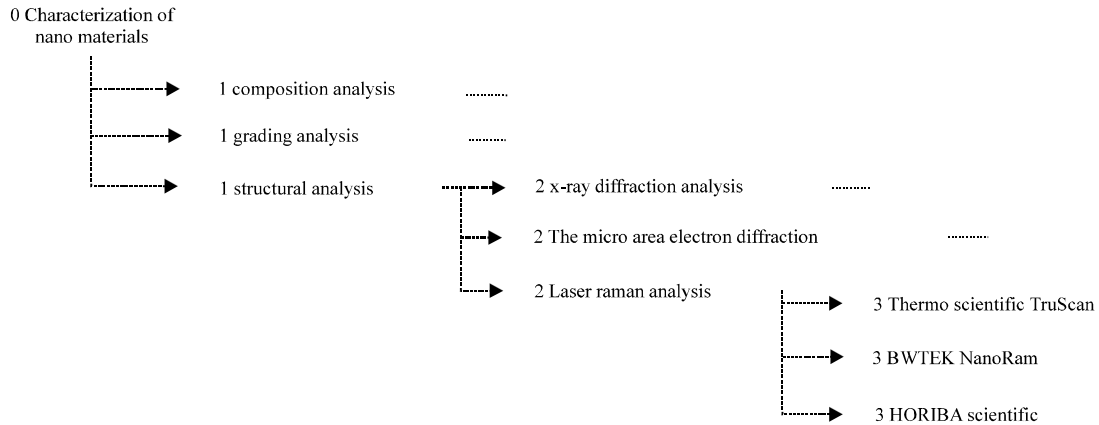 0 Characterization of
nano materials
1 composition analysis
1 grading analysis
1 structural analysis
2 x-ray diffraction analysis
2 The micro area electron diffraction
2 Laser raman analysis
3 Thermo scientific TruScan
3 BWTEK NanoRam
3 HORIBA scientific